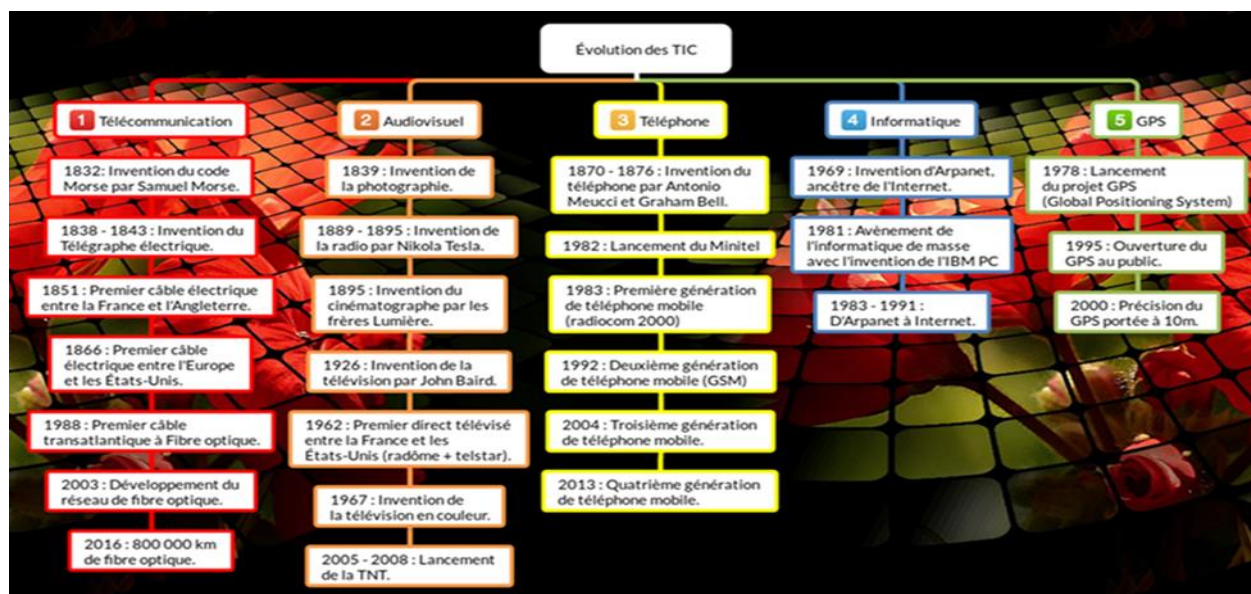 Évolution des TIC
1 Télécommunication
1832: Invention du code
Morse par Samuel Morse.
1838 - 1843 : Invention du
Télégraphe électrique.
1851 : Premier câble électrique
entre la France et l'Angleterre.
1866 : Premier câble
électrique entre l'Europe
et les États-Unis.
1988 : Premier câble
transatlantique à Fibre optique.
2003 : Développement du
réseau de fibre optique.
2016 : 800 000 km
de fibre optique.
2 Audiovisuel
1839 : Invention de
la photographie.
1889 - 1895 : Invention de
la radio par Nikola Tesla.
1895 : Invention du
cinématographe par les
frères Lumière.
1926 : Invention de la
télévision par John Baird.
1962 : Premier direct télévisé
entre la France et les
États-Unis (radôme + telstar).
1967 : Invention de
la télévision en couleur.
2005 - 2008 : Lancement
de la TNT.
3 Téléphone
1870 - 1876 : Invention du
téléphone par Antonio
Meucci et Graham Bell.
1982 : Lancement du Minitel
1983 : Première génération
de téléphone mobile
(radiocom 2000)
1992 : Deuxième génération
de téléphone mobile (GSM)
2004 : Troisième génération
de téléphone mobile.
2013 : Quatrième génération
de téléphone mobile.
4 Informatique
1969 : Invention d'Arpanet,
ancêtre de l'Internet.
1981 : Avènement de
l'informatique de masse
avec l'invention de l'IBM PC
1983 - 1991 :
D'Arpanet à Internet.
5 GPS
1978 : Lancement
du projet GPS
(Global Positioning System)
1995 : Ouverture du
GPS au public.
2000 : Précision du
GPS portée à 10m.